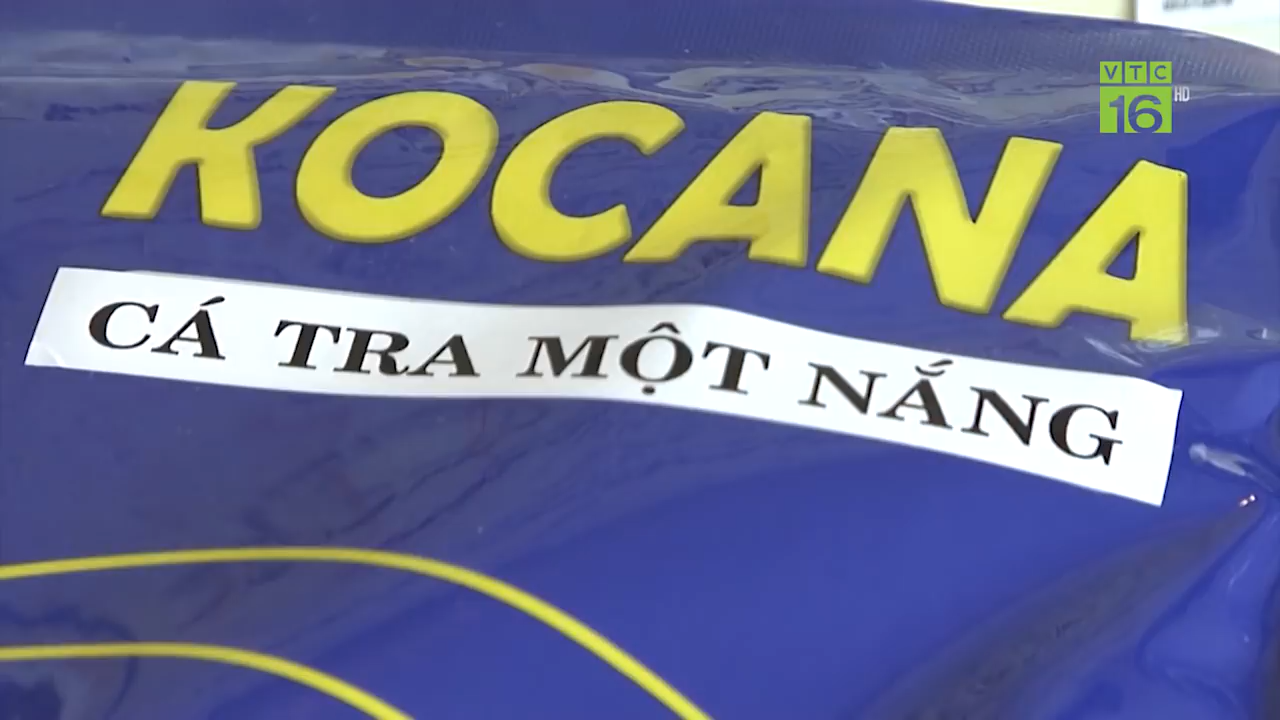 VTC
16 HD
KOCANA
CÁ TRA MỘT NẮNG